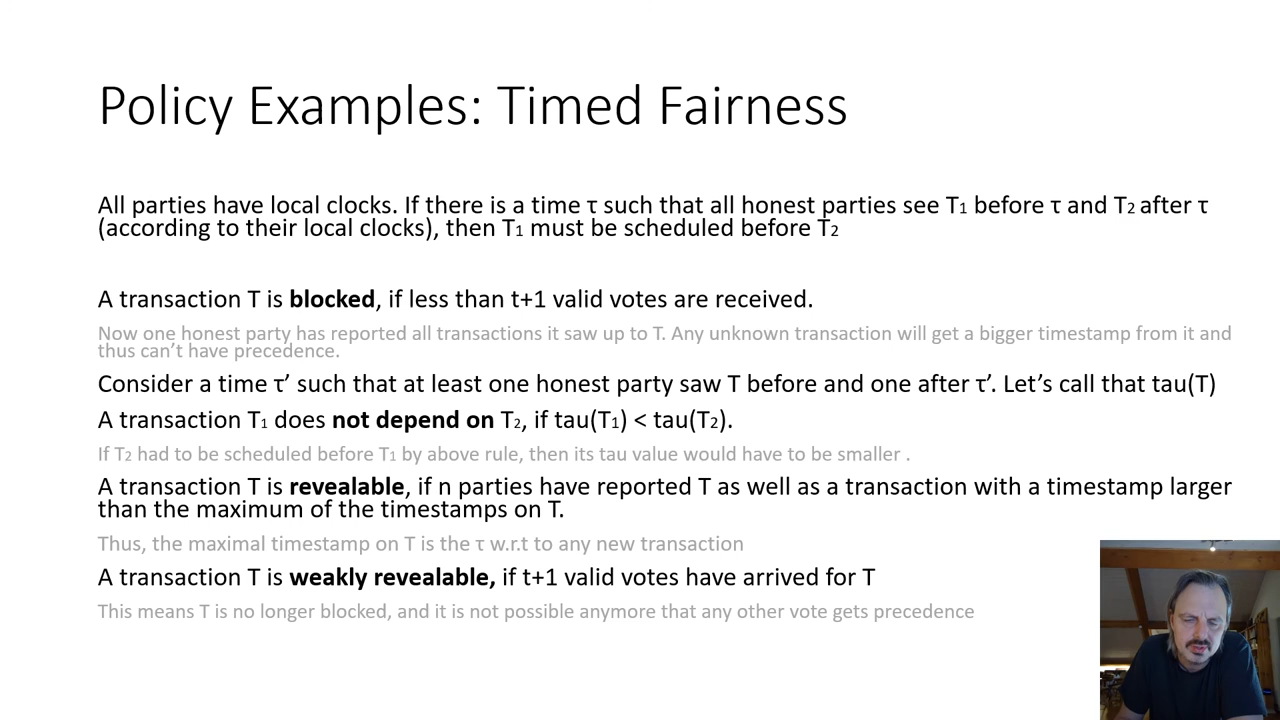 Policy Examples: Timed Fairness
All parties have local clocks. If there is a time τ such that all honest parties see T₁ before τ and T₂ after τ
(according to their local clocks), then T₁ must be scheduled before T₂
A transaction T is blocked, if less than t+1 valid votes are received.
Now one honest party has reported all transactions it saw up to T. Any unknown transaction will get a bigger timestamp from it and
thus can’t have precedence.
Consider a time τ’ such that at least one honest party saw T before and one after τ’. Let’s call that tau(T)
A transaction T₁ does not depend on T₂, if tau(T₁) < tau(T₂).
If T₂ had to be scheduled before T₁ by above rule, then its tau value would have to be smaller .
A transaction T is revealable, if n parties have reported T as well as a transaction with a timestamp larger
than the maximum of the timestamps on T.
Thus, the maximal timestamp on T is the τ w.r.t to any new transaction
A transaction T is weakly revealable, if t+1 valid votes have arrived for T
This means T is no longer blocked, and it is not possible anymore that any other vote gets precedence